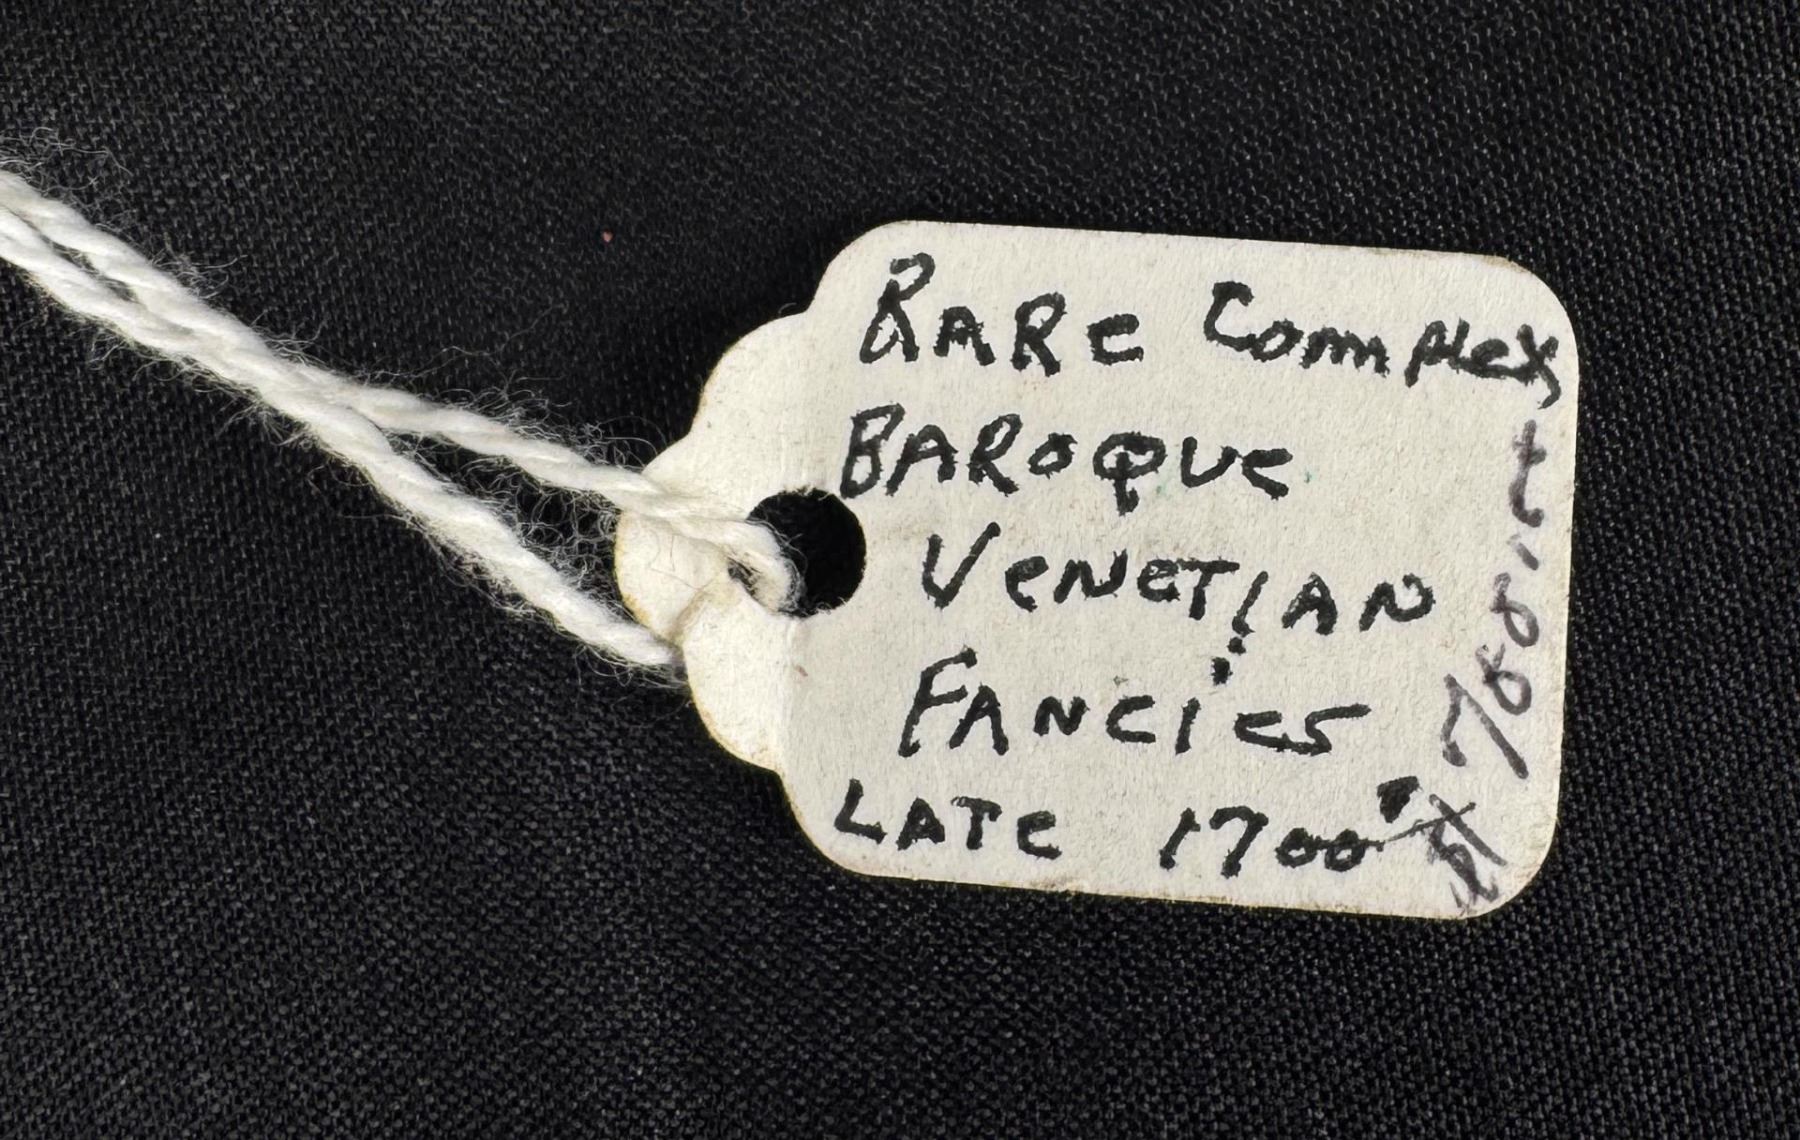 RARe Complex
BAROQUe
VeNeTiAN
FANCies
LATe 1700's